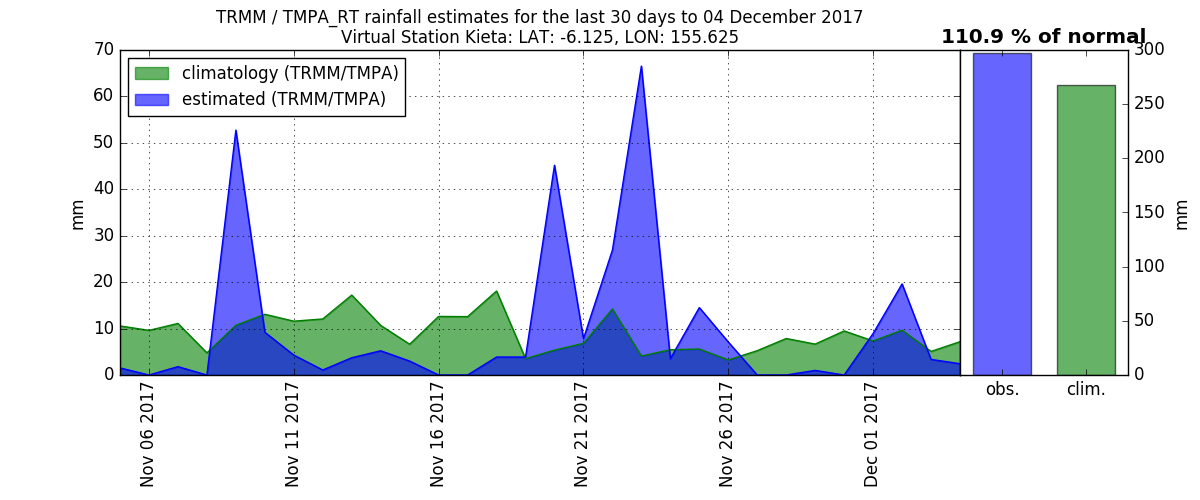 TRMM / TMPA_RT rainfall estimates for the last 30 days to 04 December 2017
Virtual Station Kieta: LAT: -6.125, LON: 155.625
110.9 % of normal
climatology (TRMM/TMPA)
estimated (TRMM/TMPA)
70
60
50
40
30
20
10
0
mm
Nov 06 2017
Nov 11 2017
Nov 16 2017
Nov 21 2017
Nov 26 2017
Dec 01 2017
obs.
clim.
300
250
200
150
100
50
0
mm